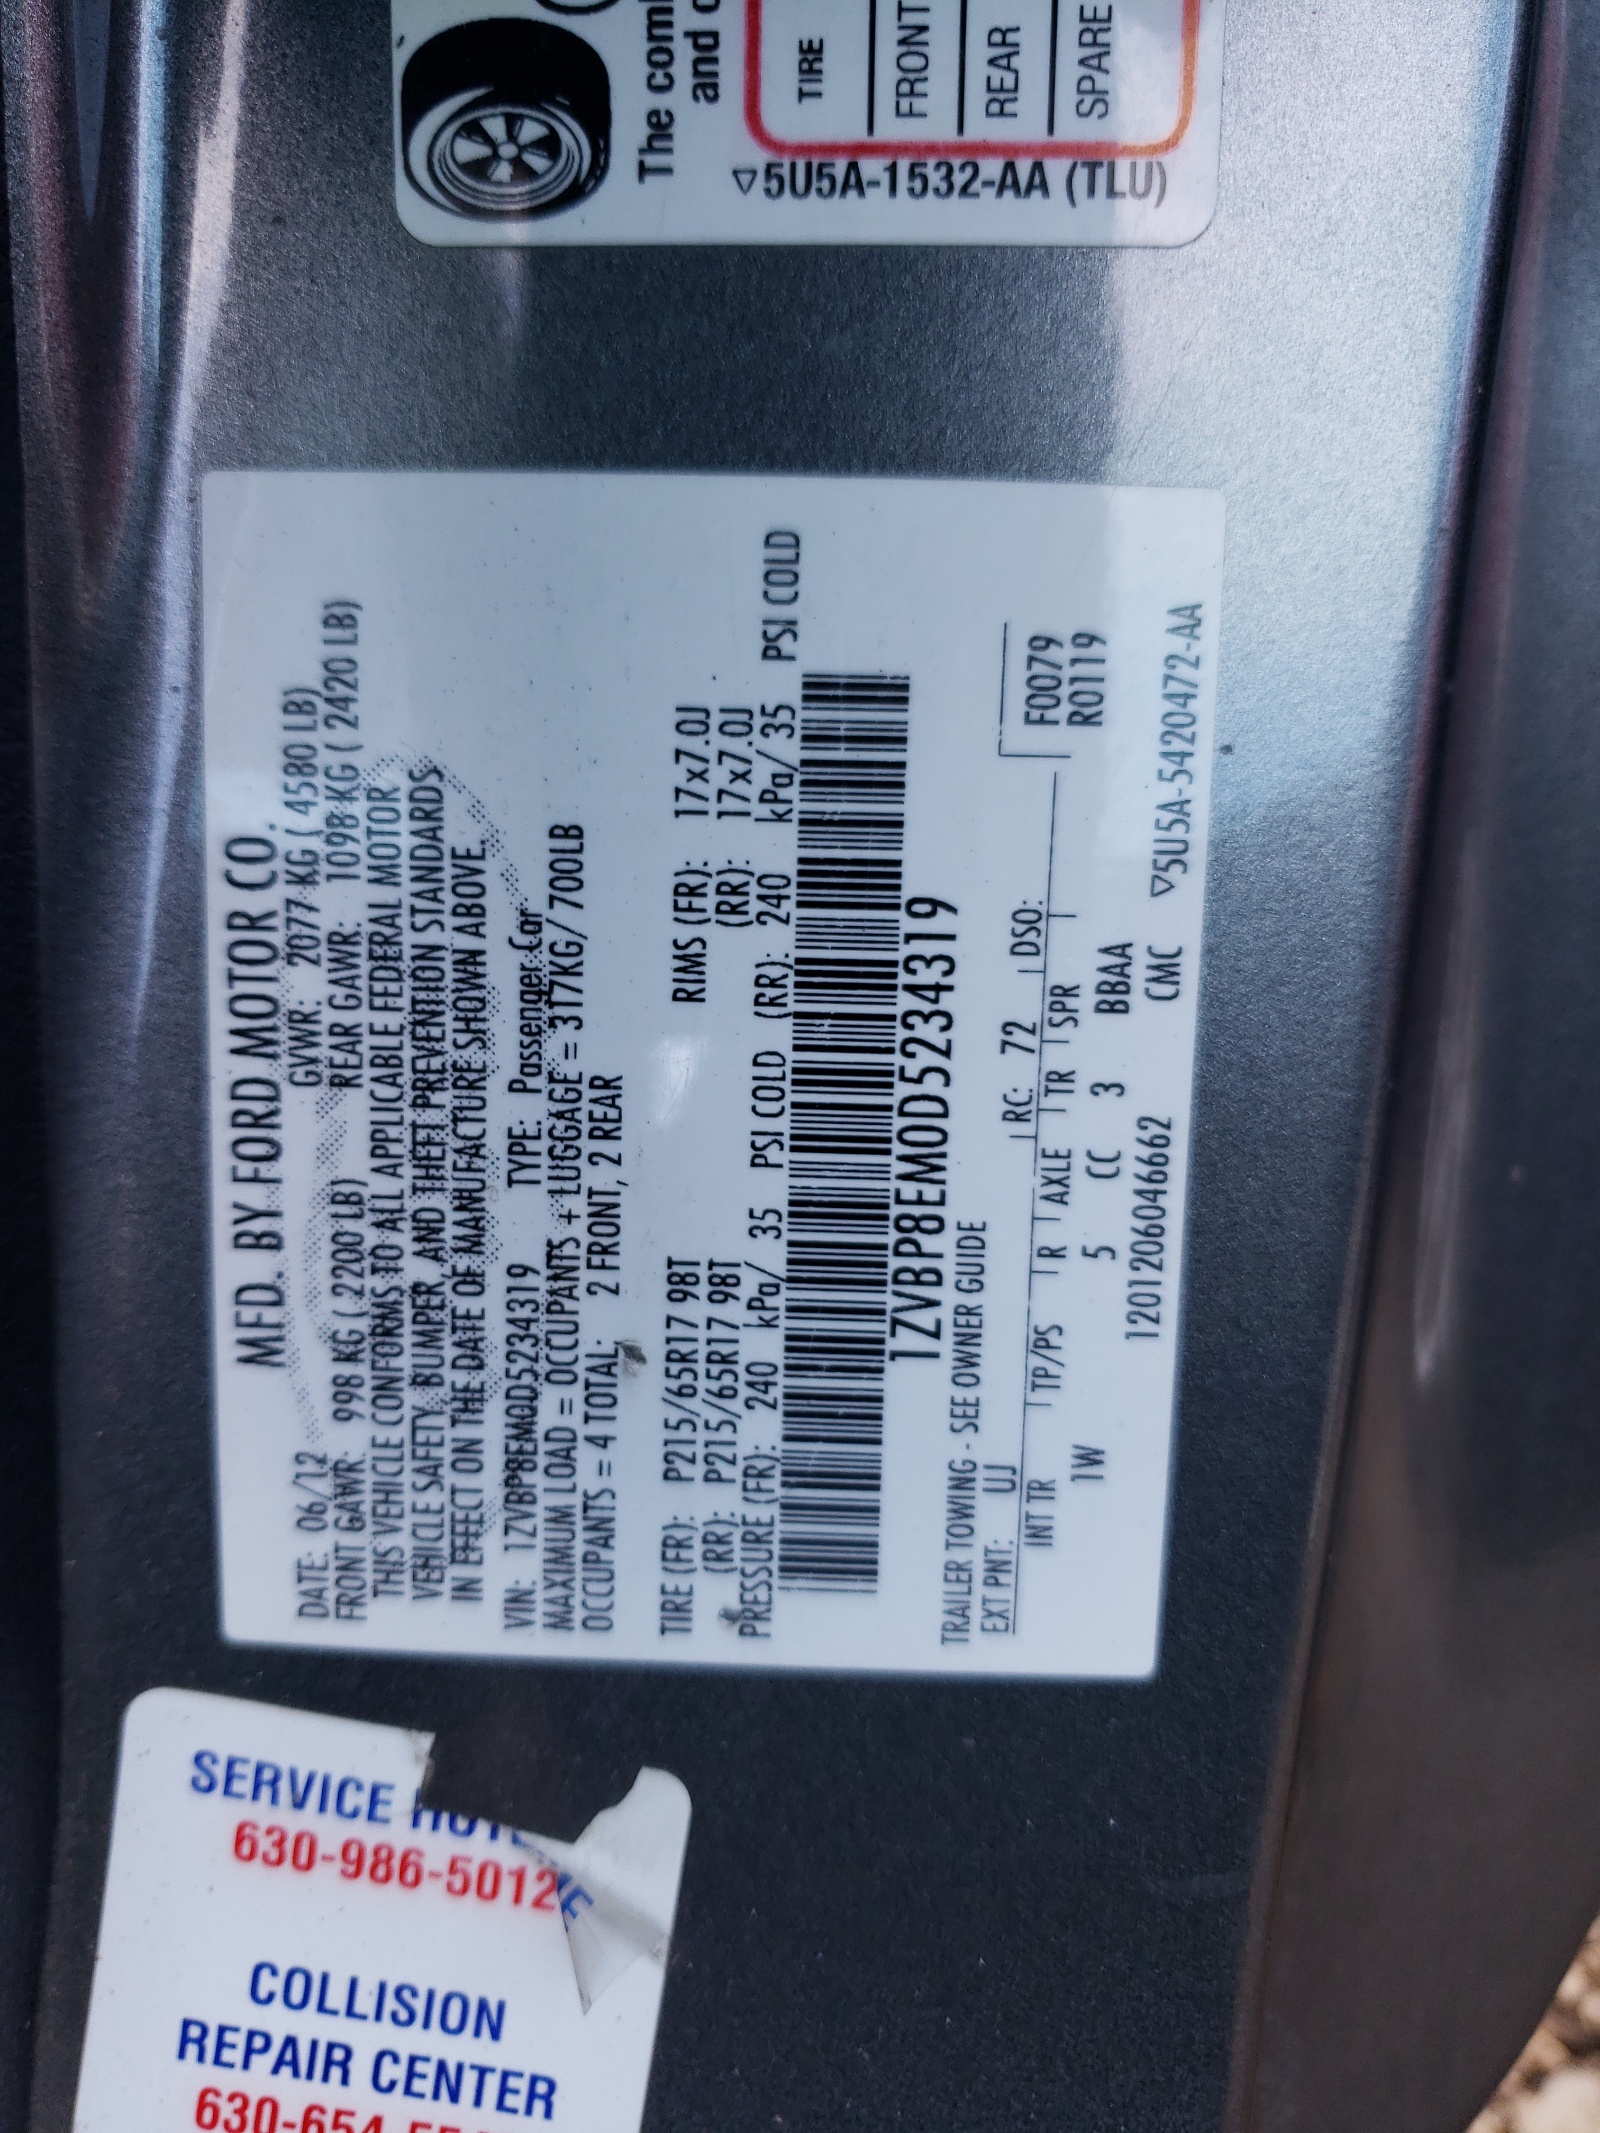 MFD. BY FORD MOTOR CO.
DATE: 06/12 GVWR: 2077 KG ( 4580 LB)
FRONT GAWR: 998 KG ( 2200 LB) REAR GAWR: 1098 KG ( 2420 LB)
THIS VEHICLE CONFORMS TO ALL APPLICABLE FEDERAL MOTOR
VEHICLE SAFETY, BUMPER, AND THEFT PREVENTION STANDARDS
IN EFFECT ON THE DATE OF MANUFACTURE SHOWN ABOVE.
VIN: 1ZVBP8EM0D5234319 TYPE: Passenger Car
MAXIMUM LOAD = OCCUPANTS + LUGGAGE = 317KG/700LB
OCCUPANTS = 4 TOTAL: 2 FRONT, 2 REAR
TIRE (FR): P215/65R17 98T RIMS (FR): 17x7.0J
(RR): P215/65R17 98T (RR): 17x7.0J
PRESSURE (FR): 240 kPa/ 35 PSI COLD (RR): 240 kPa/ 35 PSI COLD
1ZVBP8EM0D5234319
TRAILER TOWING - SEE OWNER GUIDE
EXT PNT: UJ RC: 72 DSO:
F0079
R0119
INT TR TP/PS R AXLE TR SPR
1W 5 CC 3 BBAA
1201206046662 CMC ▽5U5A-5420472-AA
The
and
TIRE
FRONT
REAR
SPARE
▽5U5A-1532-AA (TLU)
SERVICE HOTLINE
630-986-5012
COLLISION
REPAIR CENTER
630-654